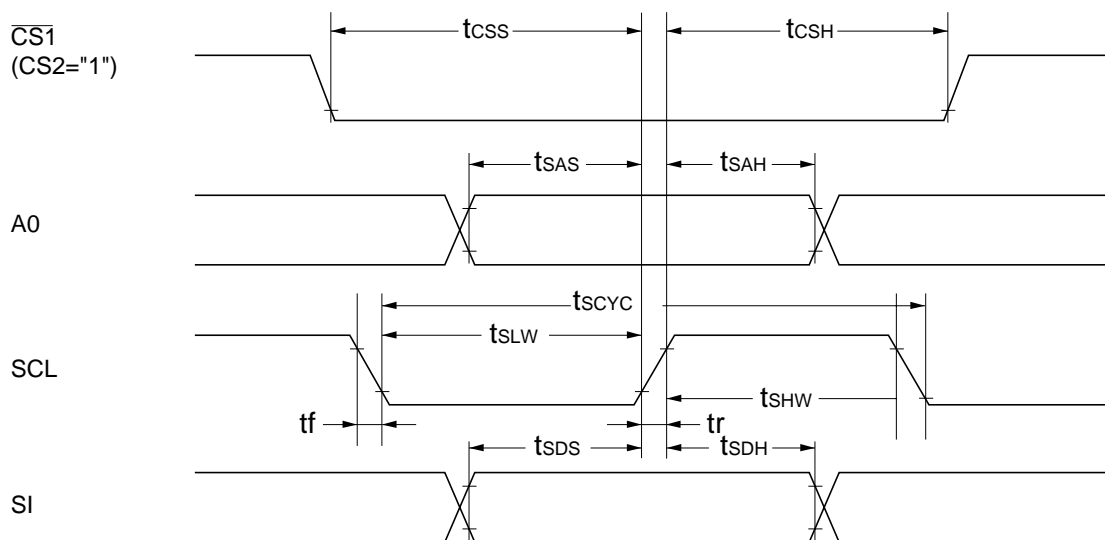 CS1
(CS2="1")
tCSS
tCSH
tSAS
tSAH
A0
tSCYC
tSLW
SCL
tSHW
tf
tr
tSDS
tSDH
SI